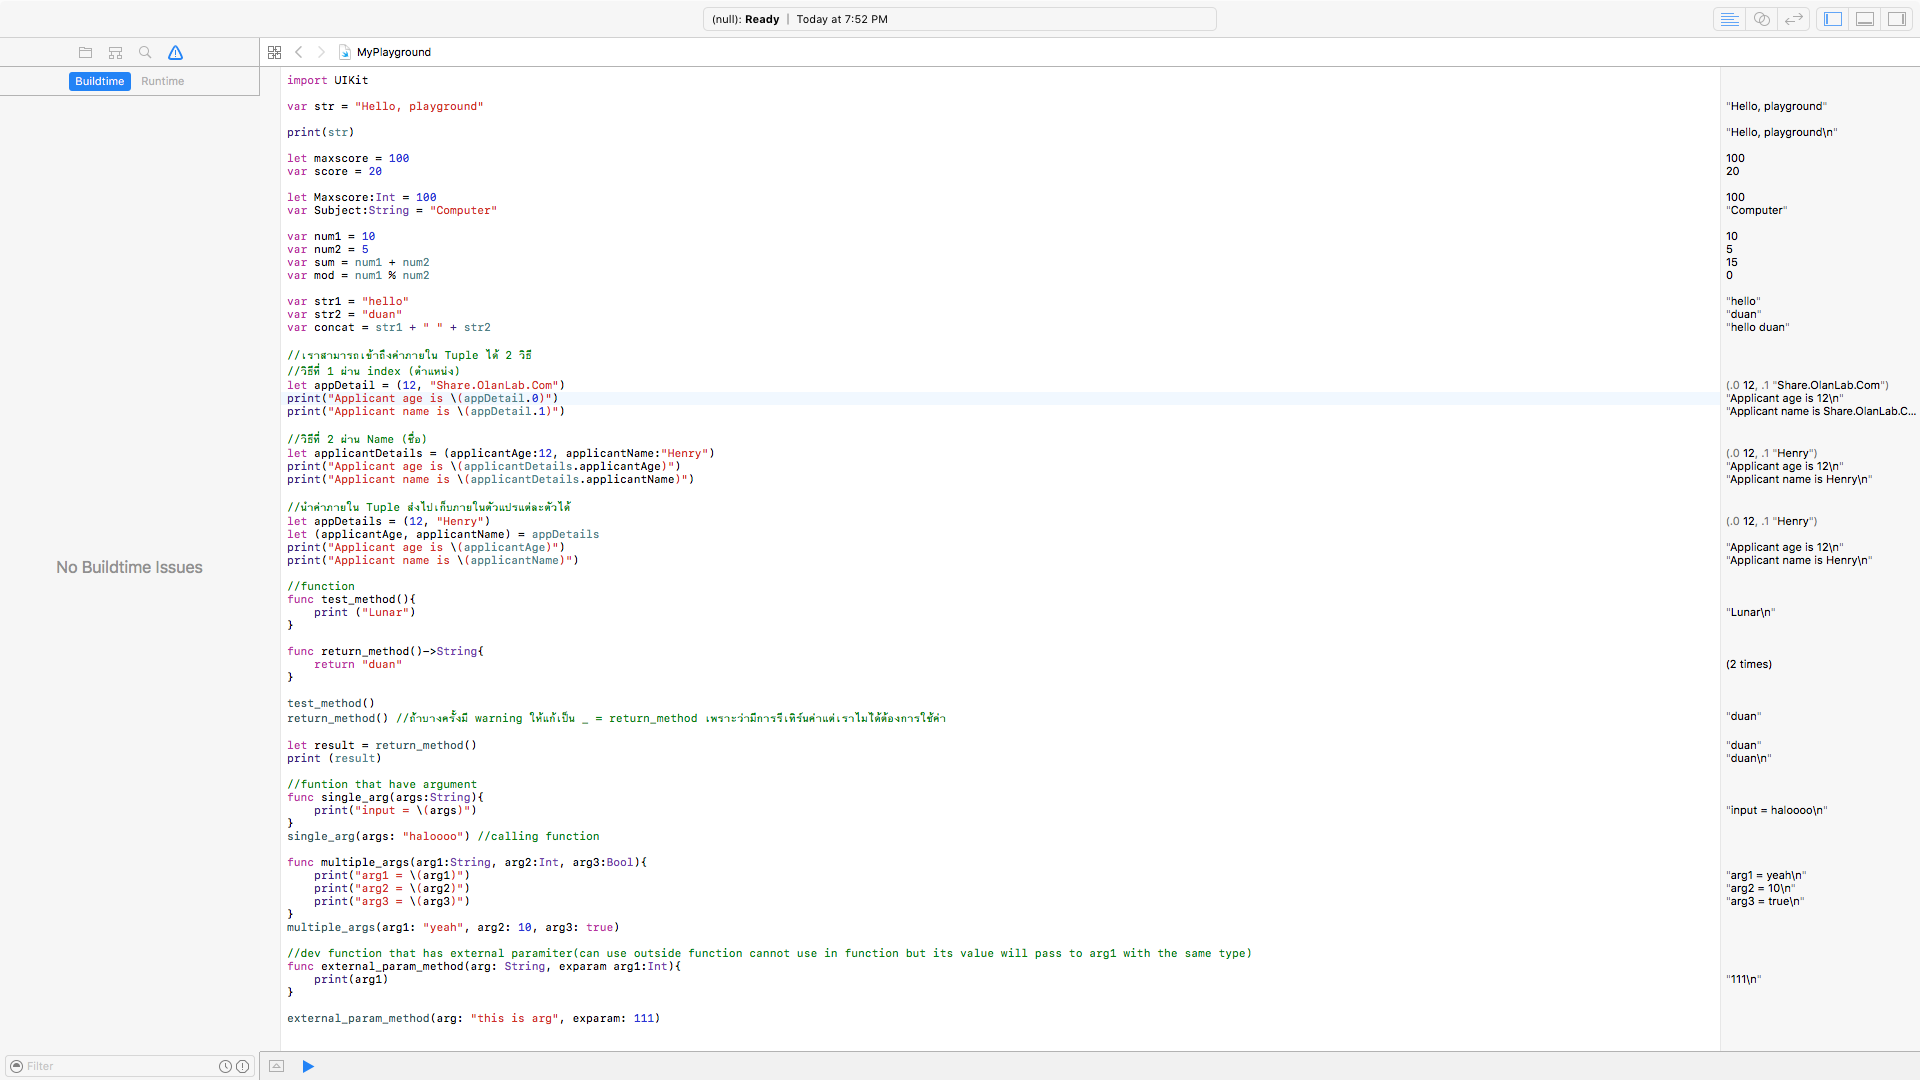 (null): Ready | Today at 7:52 PM
MyPlayground
Buildtime Runtime
import UIKit
var str = "Hello, playground" "Hello, playground"
print(str) "Hello, playground\n"
let maxscore = 100 100
var score = 20 20
let Maxscore:Int = 100 100
var Subject:String = "Computer" "Computer"
var num1 = 10 10
var num2 = 5 5
var sum = num1 + num2 15
var mod = num1 % num2 0
var str1 = "hello" "hello"
var str2 = "duan" "duan"
var concat = str1 + " " + str2 "hello duan"
//เราสามารถเข้าถึงค่าภายใน Tuple ได้ 2 วิธี
//วิธีที่ 1 ผ่าน index (ตำแหน่ง)
let appDetail = (12, "Share.OlanLab.Com") (.0 12, .1 "Share.OlanLab.Com")
print("Applicant age is \(appDetail.0)") "Applicant age is 12\n"
print("Applicant name is \(appDetail.1)") "Applicant name is Share.OlanLab.C...
//วิธีที่ 2 ผ่าน Name (ชื่อ)
let applicantDetails = (applicantAge:12, applicantName:"Henry") (.0 12, .1 "Henry")
print("Applicant age is \(applicantDetails.applicantAge)") "Applicant age is 12\n"
print("Applicant name is \(applicantDetails.applicantName)") "Applicant name is Henry\n"
//นำค่าภายใน Tuple ส่งไปเก็บภายในตัวแปรแต่ละตัวได้
let appDetails = (12, "Henry") (.0 12, .1 "Henry")
let (applicantAge, applicantName) = appDetails
print("Applicant age is \(applicantAge)") "Applicant age is 12\n"
print("Applicant name is \(applicantName)") "Applicant name is Henry\n"
No Buildtime Issues
//function
func test_method(){
print ("Lunar") "Lunar\n"
}
func return_method()->String{
return "duan" (2 times)
}
test_method()
return_method() //ถ้าบางครั้งมี warning ให้แก้เป็น _ = return_method เพราะว่ามีการรีเทิร์นค่าแต่เราไม่ได้ต้องการใช้ค่า "duan"
let result = return_method() "duan"
print (result) "duan\n"
//funtion that have argument
func single_arg(args:String){
print("input = \(args)") "input = haloooo\n"
}
single_arg(args: "haloooo") //calling function
func multiple_args(arg1:String, arg2:Int, arg3:Bool){
print("arg1 = \(arg1)") "arg1 = yeah\n"
print("arg2 = \(arg2)") "arg2 = 10\n"
print("arg3 = \(arg3)") "arg3 = true\n"
}
multiple_args(arg1: "yeah", arg2: 10, arg3: true)
//dev function that has external paramiter(can use outside function cannot use in function but its value will pass to arg1 with the same type)
func external_param_method(arg: String, exparam arg1:Int){
print(arg1) "111\n"
}
external_param_method(arg: "this is arg", exparam: 111)
Filter